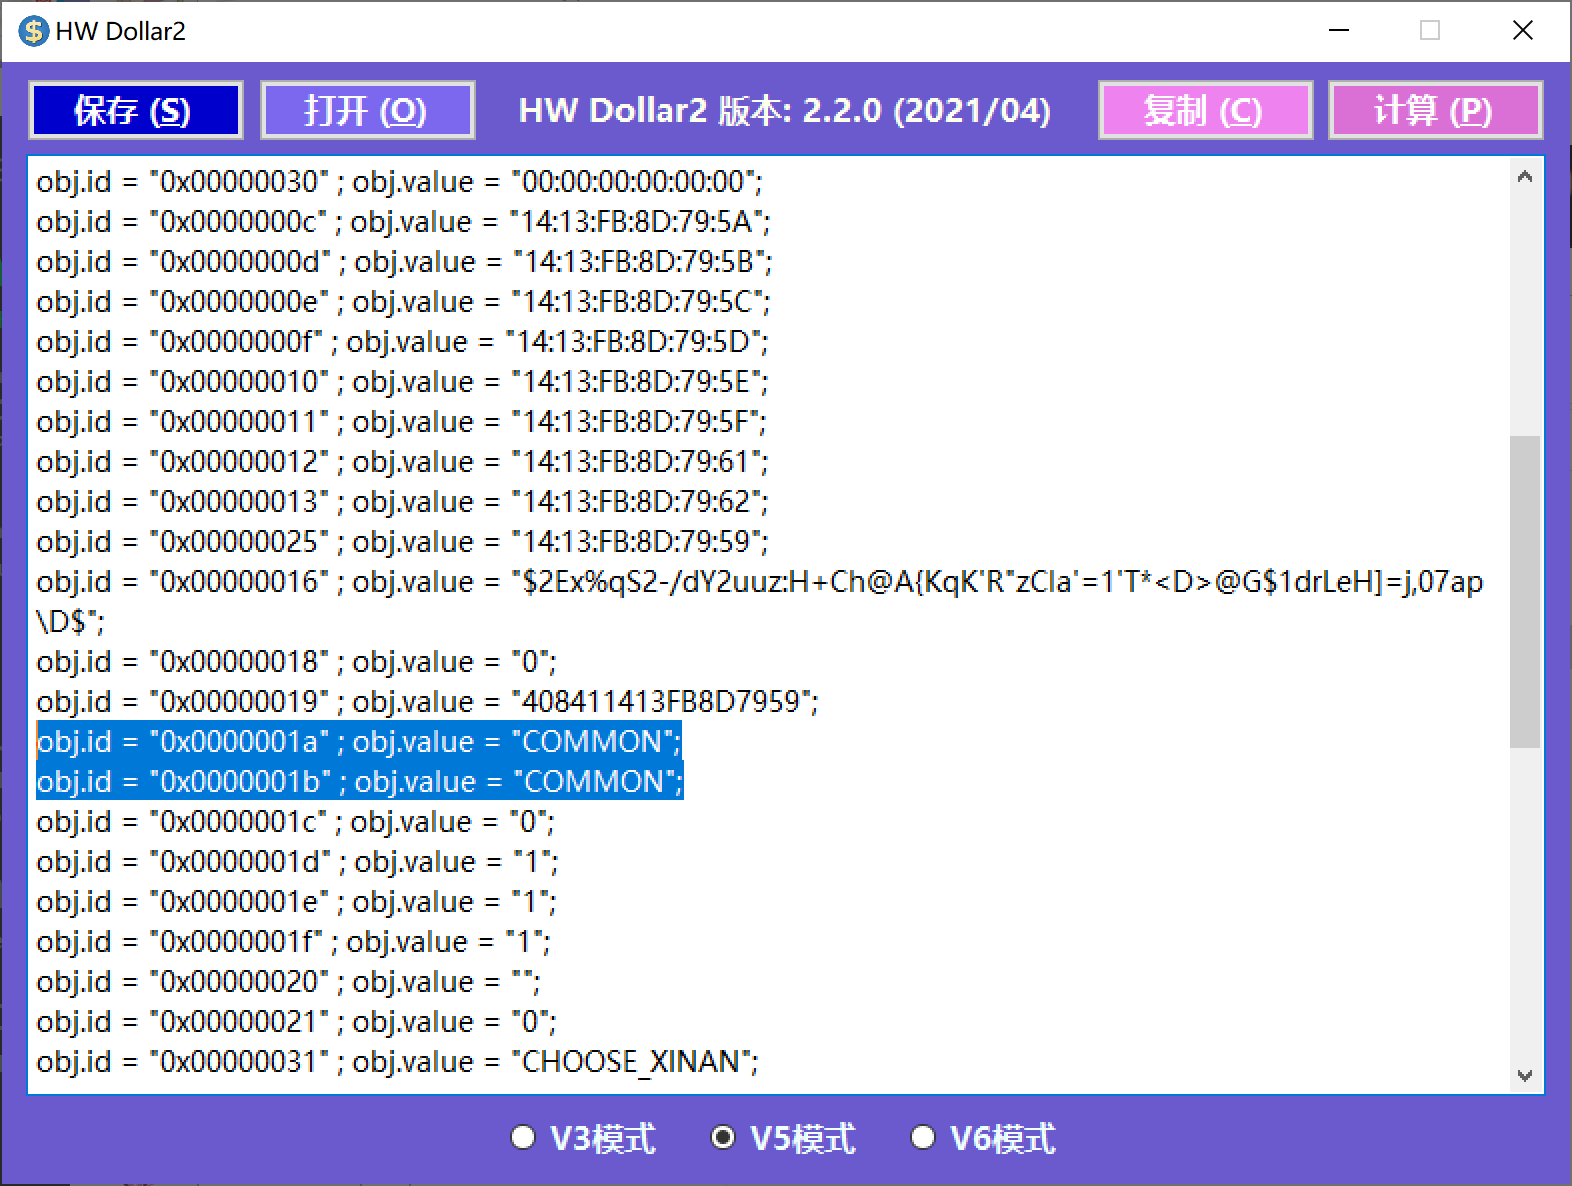 HW Dollar2
保存 (S)
打开 (O)
HW Dollar2 版本: 2.2.0 (2021/04)
复制 (C)
计算 (P)
obj.id = "0x00000030" ; obj.value = "00:00:00:00:00:00";
obj.id = "0x0000000c" ; obj.value = "14:13:FB:8D:79:5A";
obj.id = "0x0000000d" ; obj.value = "14:13:FB:8D:79:5B";
obj.id = "0x0000000e" ; obj.value = "14:13:FB:8D:79:5C";
obj.id = "0x0000000f" ; obj.value = "14:13:FB:8D:79:5D";
obj.id = "0x00000010" ; obj.value = "14:13:FB:8D:79:5E";
obj.id = "0x00000011" ; obj.value = "14:13:FB:8D:79:5F";
obj.id = "0x00000012" ; obj.value = "14:13:FB:8D:79:61";
obj.id = "0x00000013" ; obj.value = "14:13:FB:8D:79:62";
obj.id = "0x00000025" ; obj.value = "14:13:FB:8D:79:59";
obj.id = "0x00000016" ; obj.value = "$2Ex%qS2-/dY2uuz:H+Ch@A{KqK'R"zCla'=1'T*<D>@G$1drLeH]=j,07ap
\D$";
obj.id = "0x00000018" ; obj.value = "0";
obj.id = "0x00000019" ; obj.value = "408411413FB8D7959";
obj.id = "0x0000001a" ; obj.value = "COMMON";
obj.id = "0x0000001b" ; obj.value = "COMMON";
obj.id = "0x0000001c" ; obj.value = "0";
obj.id = "0x0000001d" ; obj.value = "1";
obj.id = "0x0000001e" ; obj.value = "1";
obj.id = "0x0000001f" ; obj.value = "1";
obj.id = "0x00000020" ; obj.value = "";
obj.id = "0x00000021" ; obj.value = "0";
obj.id = "0x00000031" ; obj.value = "CHOOSE_XINAN";
V3模式
V5模式
V6模式